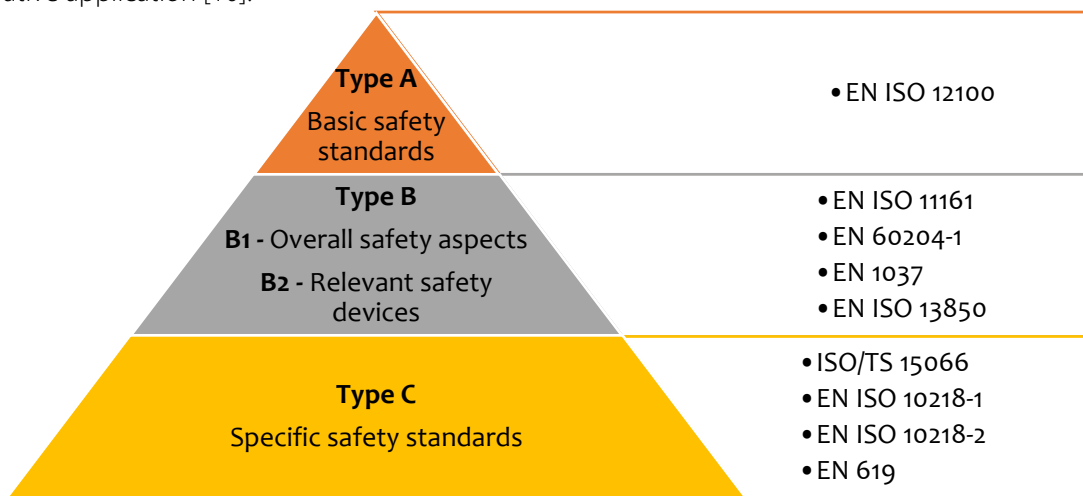 Type A
Basic safety
standards
• EN ISO 12100
Type B
B1 - Overall safety aspects
B2 - Relevant safety
devices
• EN ISO 11161
• EN 60204-1
• EN 1037
• EN ISO 13850
Type C
Specific safety standards
• ISO/TS 15066
• EN ISO 10218-1
• EN ISO 10218-2
• EN 619